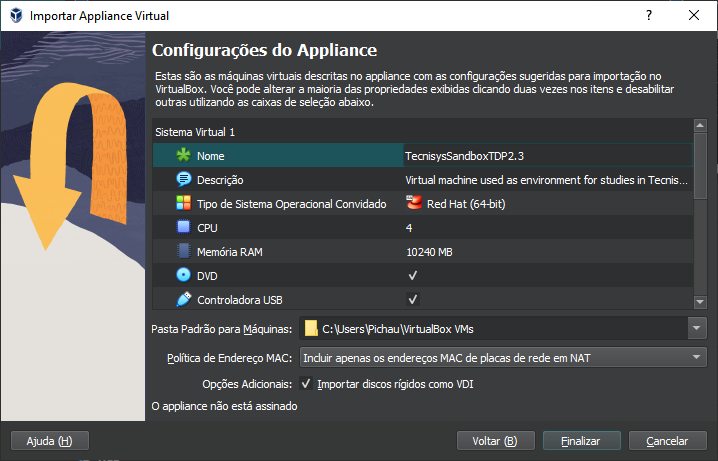 Importar Appliance Virtual
Configurações do Appliance
Estas são as máquinas virtuais descritas no appliance com as configurações sugeridas para importação no
VirtualBox. Você pode alterar a maioria das propriedades exibidas clicando duas vezes nos itens e desabilitar
outras utilizando as caixas de seleção abaixo.
Sistema Virtual 1
Nome TecnisysSandboxTDP2.3
Descrição Virtual machine used as environment for studies in Tecnis...
Tipo de Sistema Operacional Convidado Red Hat (64-bit)
CPU 4
Memória RAM 10240 MB
DVD
Controladora USB
Pasta Padrão para Máquinas: C:\Users\Pichau\VirtualBox VMs
Política de Endereço MAC: Incluir apenas os endereços MAC de placas de rede em NAT
Opções Adicionais: Importar discos rígidos como VDI
O appliance não está assinado
Ajuda (H) Voltar (B) Finalizar Cancelar